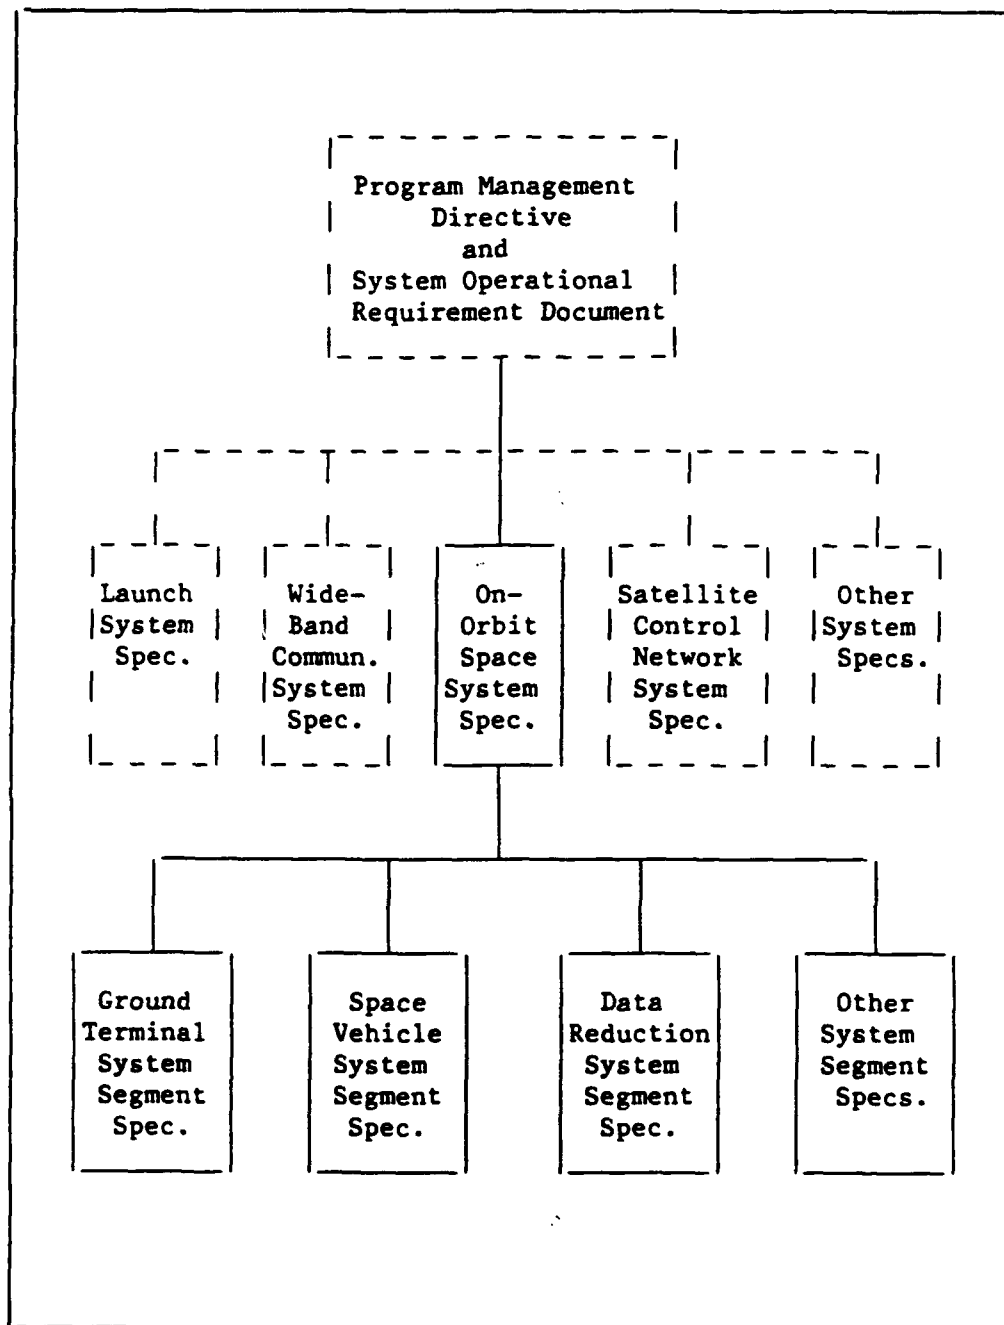 Program Management
Directive
and
System Operational
Requirement Document
Launch
System
Spec.
Wide-
Band
Commun.
System
Spec.
On-
Orbit
Space
System
Spec.
Satellite
Control
Network
System
Spec.
Other
System
Specs.
Ground
Terminal
System
Segment
Spec.
Space
Vehicle
System
Segment
Spec.
Data
Reduction
System
Segment
Spec.
Other
System
Segment
Specs.